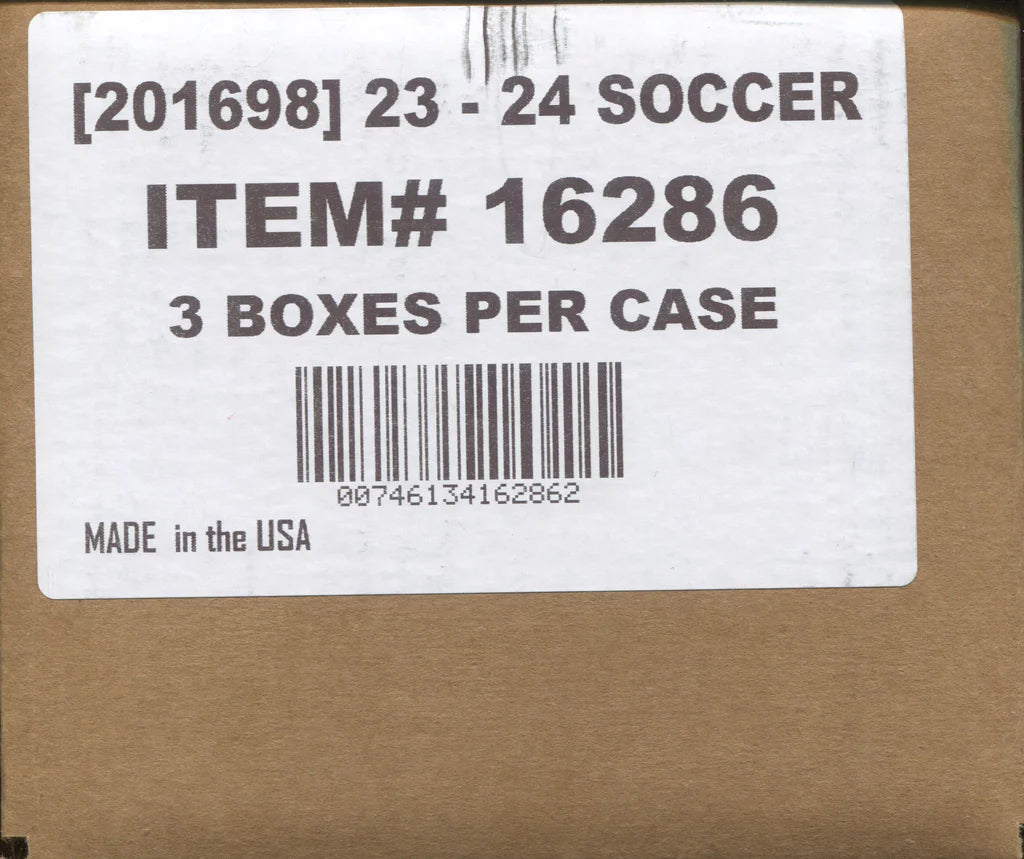 [201698] 23 - 24 SOCCER
ITEM# 16286
3 BOXES PER CASE
00746134162862
MADE in the USA